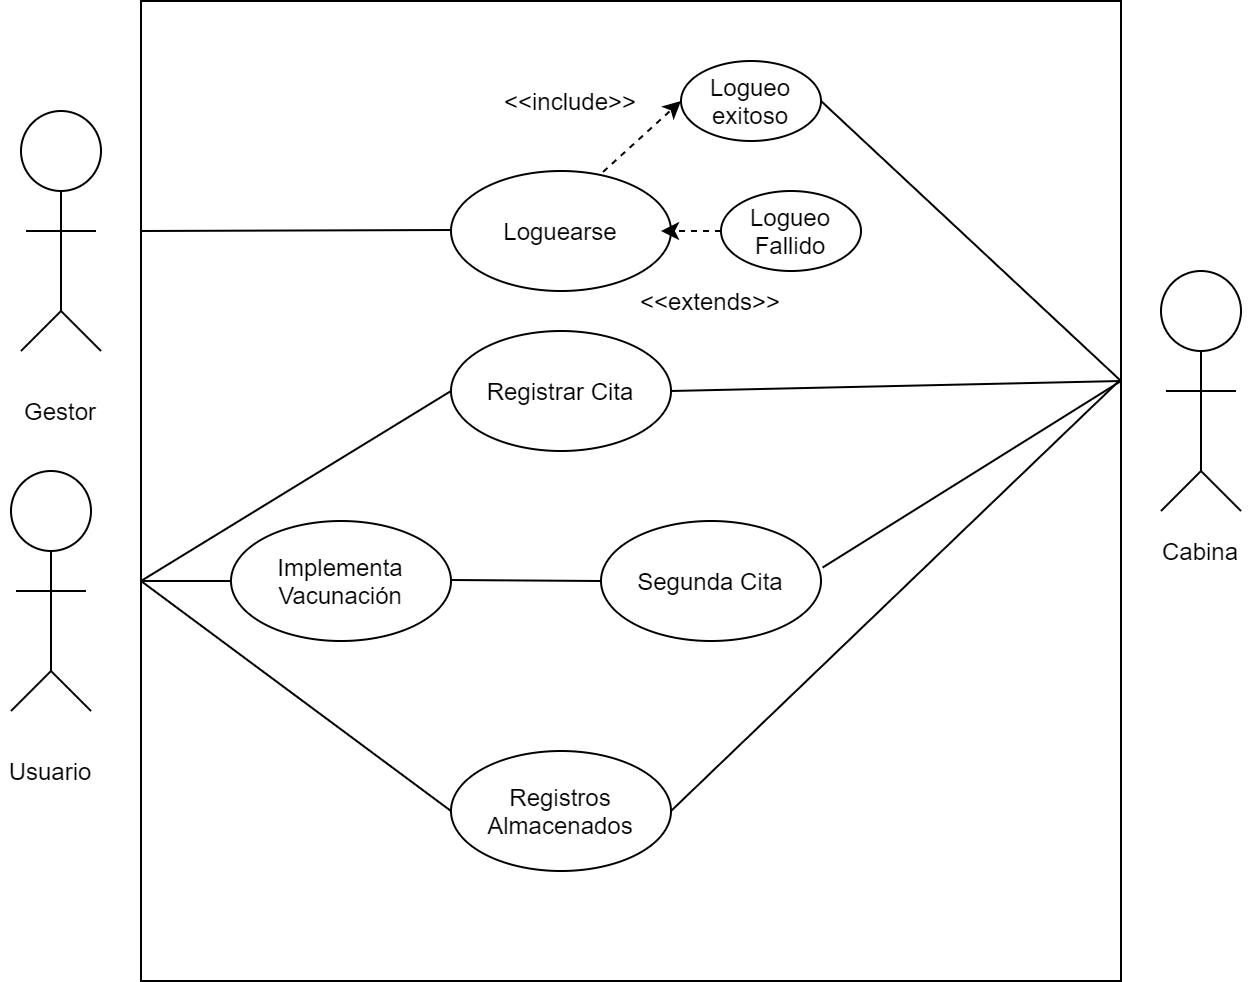 Logueo
exitoso
<<include>>
Loguearse
Logueo
Fallido
<<extends>>
Gestor
Registrar Cita
Cabina
Implementa
Vacunación
Segunda Cita
Usuario
Registros
Almacenados